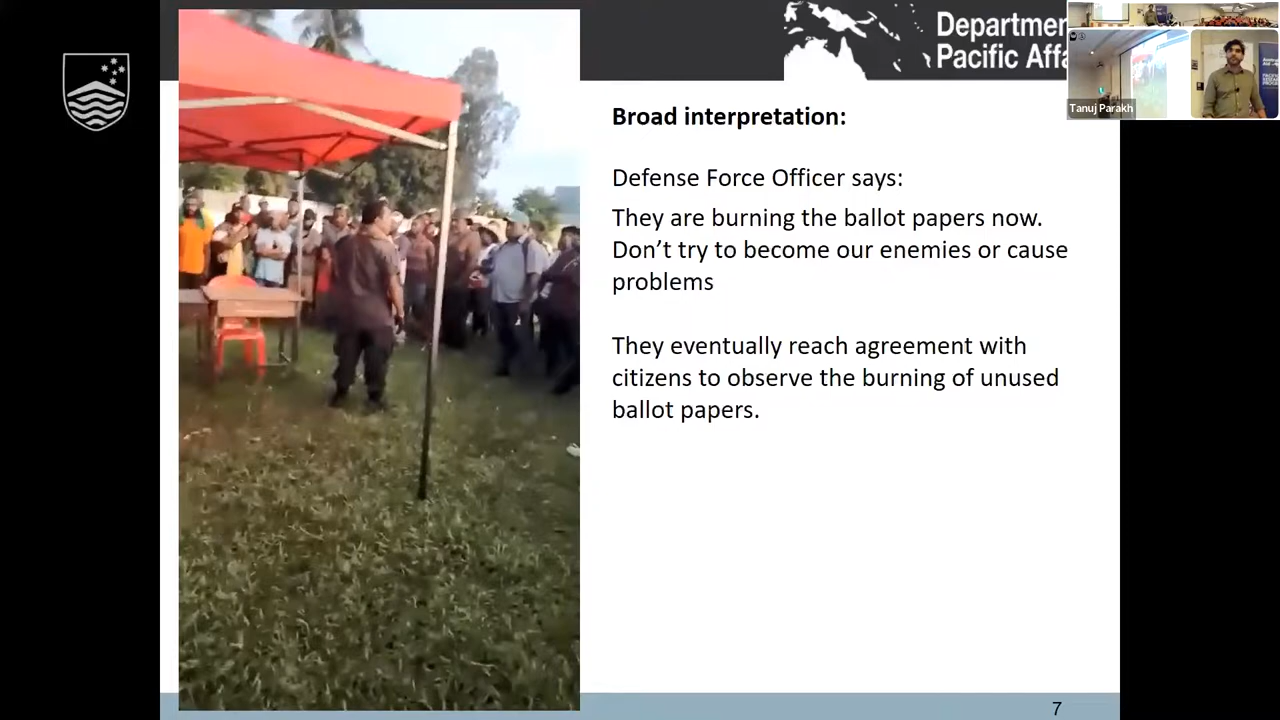 Department
Pacific Affa
Tanuj Parakh
Broad interpretation:
Defense Force Officer says:
They are burning the ballot papers now.
Don't try to become our enemies or cause
problems
They eventually reach agreement with
citizens to observe the burning of unused
ballot papers.
7